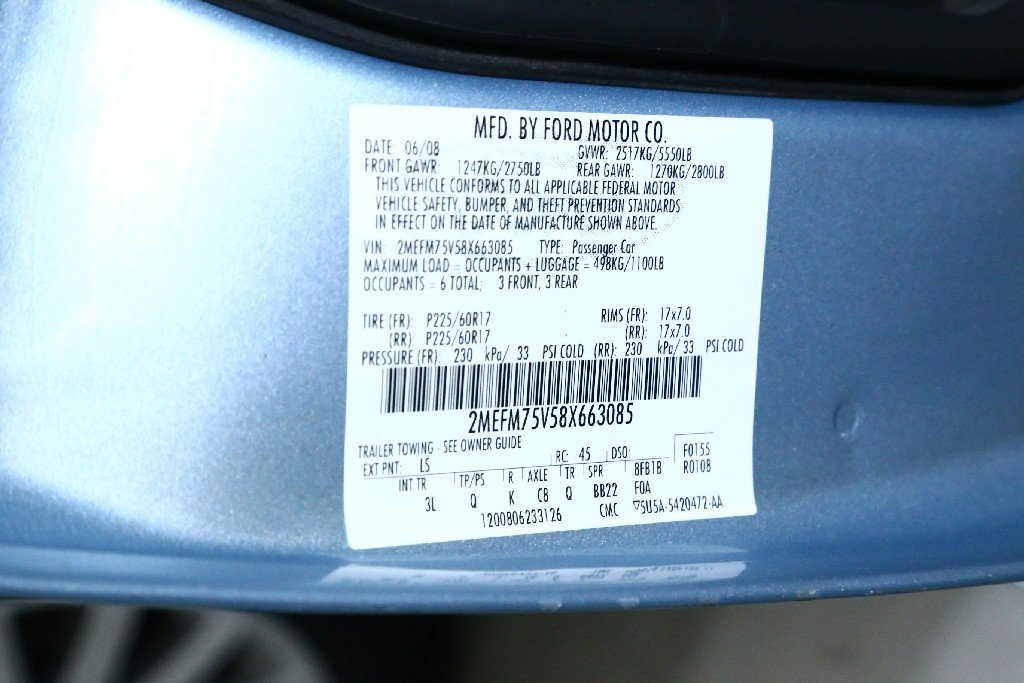 MFD. BY FORD MOTOR CO.
DATE: 06/08 GVWR: 2517KG/5550LB
FRONT GAWR: 1247KG/2750LB REAR GAWR: 1270KG/2800LB
THIS VEHICLE CONFORMS TO ALL APPLICABLE FEDERAL MOTOR
VEHICLE SAFETY, BUMPER, AND THEFT PREVENTION STANDARDS
IN EFFECT ON THE DATE OF MANUFACTURE SHOWN ABOVE.
VIN: 2MEFM75V58X663085 TYPE: Passenger Car
MAXIMUM LOAD = OCCUPANTS + LUGGAGE = 498KG/1100LB
OCCUPANTS = 6 TOTAL; 3 FRONT, 3 REAR
TIRE (FR): P225/60R17 RIMS (FR): 17x7.0
(RR): P225/60R17 (RR): 17x7.0
PRESSURE (FR): 230 kPa/ 33 PSI COLD (RR): 230 kPa/ 33 PSI COLD
2MEFM75V58X663085
TRAILER TOWING - SEE OWNER GUIDE
EXT PNT: LS RC: 45 DSO: F0155
INT TR TP/PS R AXLE TR SPR BFB1B R0108
3L Q K CB Q BB22 FOA
1200806233126 CMC ▽5U5A-5420472-AA